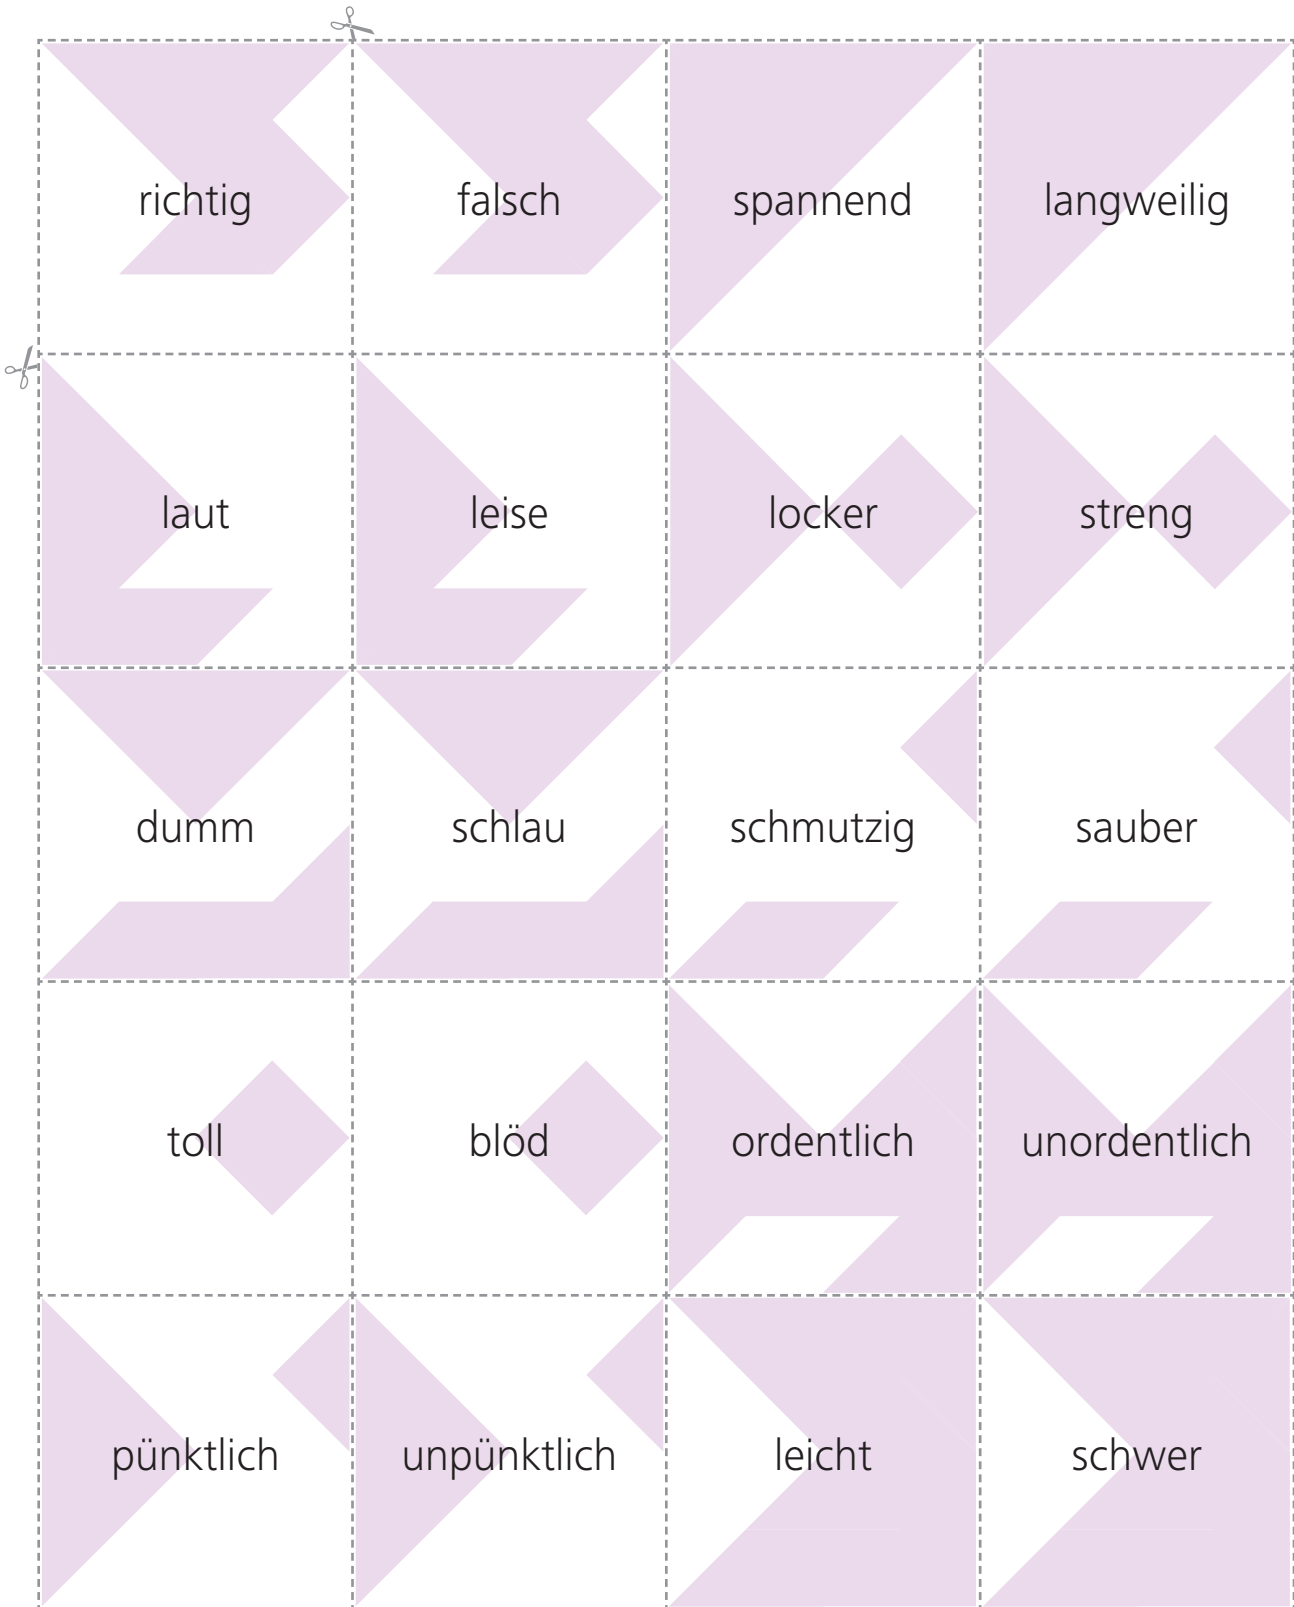 richtig falsch spannend langweilig
laut leise locker streng
dumm schlau schmutzig sauber
toll blöd ordentlich unordentlich
pünktlich unpünktlich leicht schwer